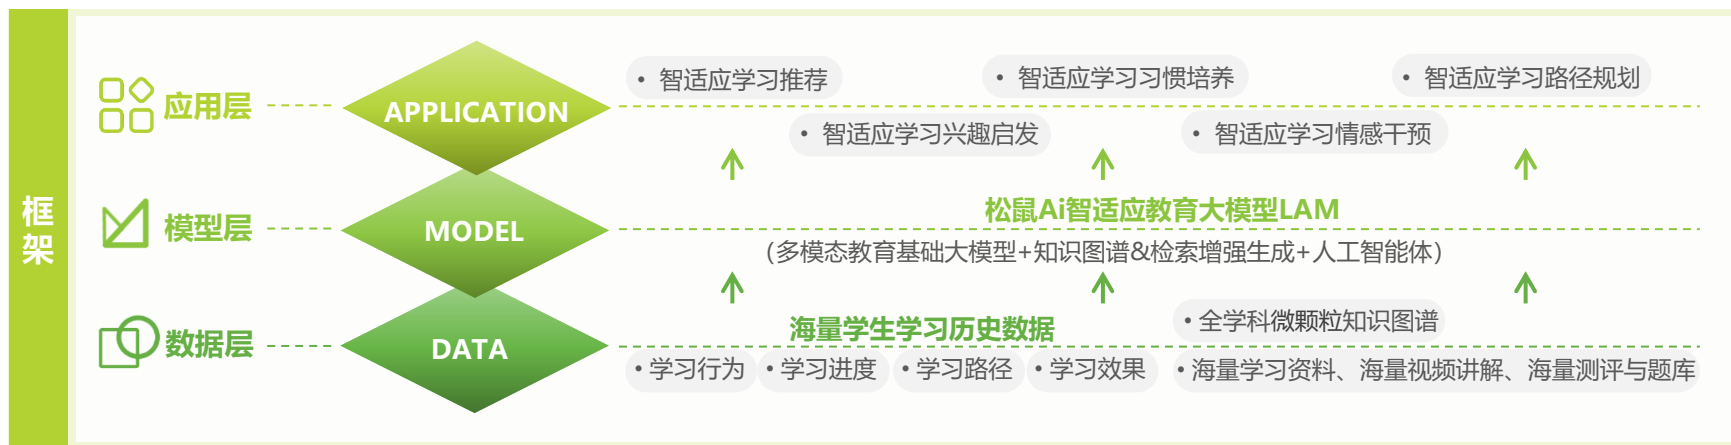 框架
应用层
APPLICATION
• 智适应学习推荐
• 智适应学习习惯培养
• 智适应学习路径规划
• 智适应学习兴趣启发
• 智适应学习情感干预
模型层
MODEL
松鼠Ai智适应教育大模型LAM
(多模态教育基础大模型+知识图谱&检索增强生成+人工智能体)
数据层
DATA
海量学生学习历史数据
• 全学科微颗粒知识图谱
• 学习行为
• 学习进度
• 学习路径
• 学习效果
• 海量学习资料、海量视频讲解、海量测评与题库